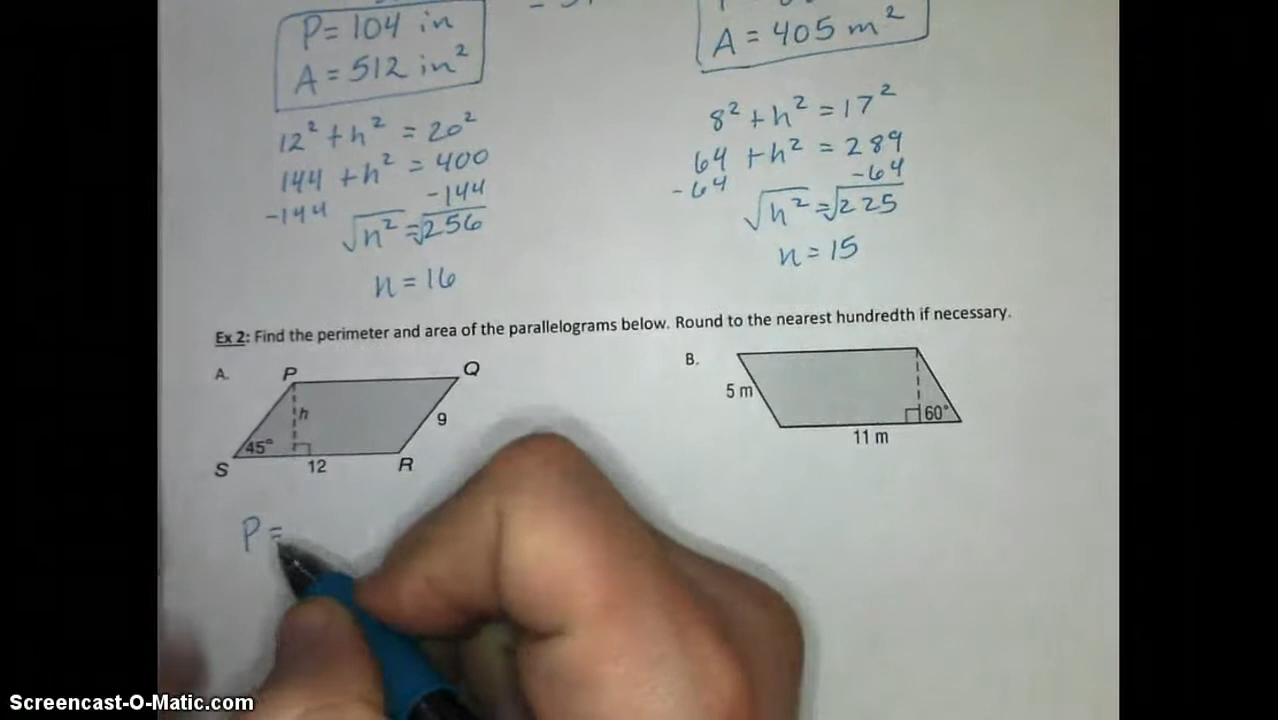 P = 104 in
A = 512 in²
A = 405 m²
12² + h² = 20²
144 + h² = 400
-144 -144
√h² = √256
h = 16
8² + h² = 17²
64 + h² = 289
-64 -64
√h² = √225
h = 15
Ex 2: Find the perimeter and area of the parallelograms below. Round to the nearest hundredth if necessary.
A.
P
Q
h
9
45°
S
12
R
B.
5 m
60°
11 m
P =
Screencast-O-Matic.com